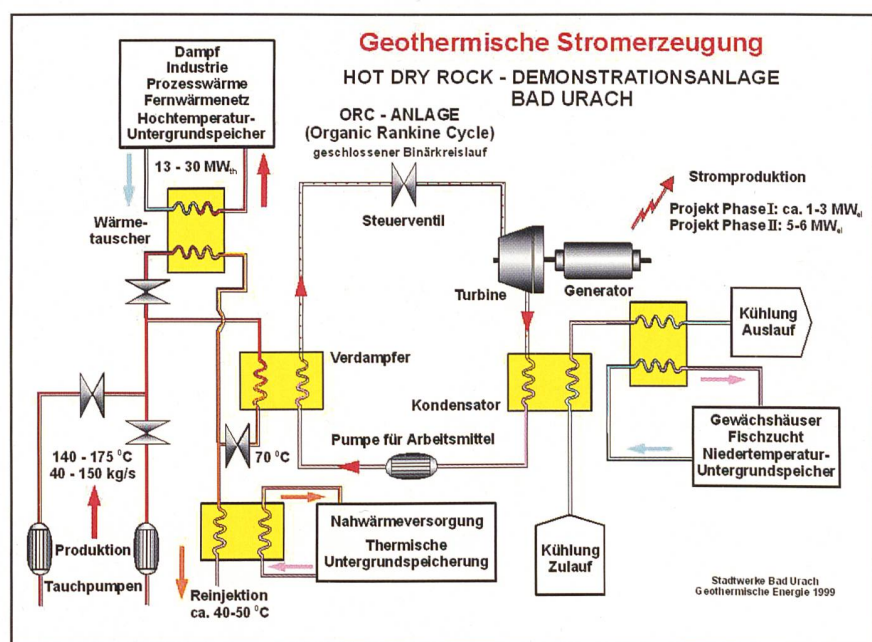 Geothermische Stromerzeugung
HOT DRY ROCK - DEMONSTRATIONSANLAGE
BAD URACH
Dampf
Industrie
Prozesswärme
Fernwärmenetz
Hochtemperatur-
Untergrundspeicher
ORC - ANLAGE
(Organic Rankine Cycle)
geschlossener Binärkreislauf
13 - 30 MWth
Wärme-
tauscher
Steuerventil
Stromproduktion
Projekt Phase I: ca. 1-3 MWel
Projekt Phase II: 5-6 MWel
Turbine
Generator
Verdampfer
Kondensator
Kühlung
Auslauf
Pumpe für Arbeitsmittel
Gewächshäuser
Fischzucht
Niedertemperatur-
Untergrundspeicher
140 - 175 °C
40 - 150 kg/s
70 °C
Produktion
Tauchpumpen
Nahwärmeversorgung
Thermische
Untergrundspeicherung
Kühlung
Zulauf
Reinjektion
ca. 40-50 °C
Stadtwerke Bad Urach
Geothermische Energie 1999